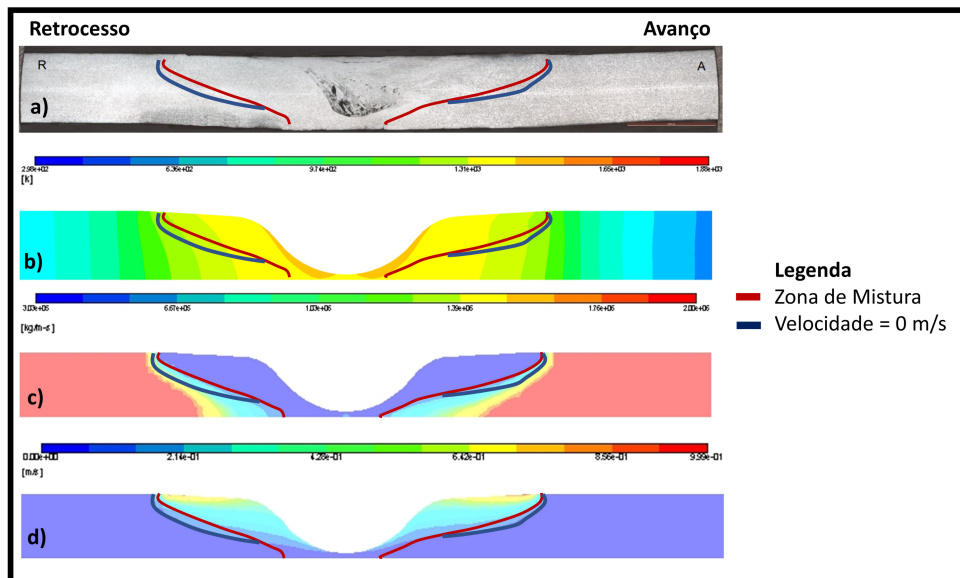 Retrocesso
Avanço
R
A
a)
2.98e+02 6.36e+02 9.74e+02 1.31e+03 1.65e+03 1.88e+03
[k]
b)
3.03e+05 6.67e+05 1.03e+06 1.39e+06 1.76e+06 2.00e+06
[kg/m-s]
c)
0.00e+00 2.14e-01 4.28e-01 6.42e-01 8.56e-01 9.99e-01
[m/s]
d)
Legenda
Zona de Mistura
Velocidade = 0 m/s